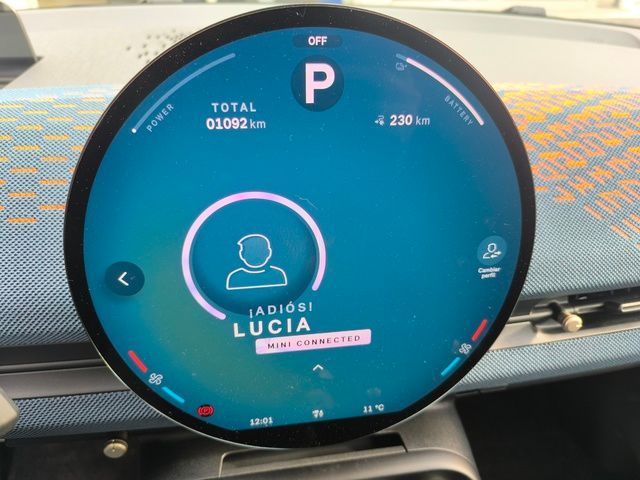 OFF
P
POWER
BATTERY
TOTAL
01092 km
230 km
Cambiar
perfil
¡ADIÓS!
LUCIA
MINI CONNECTED
12:01
11 °C